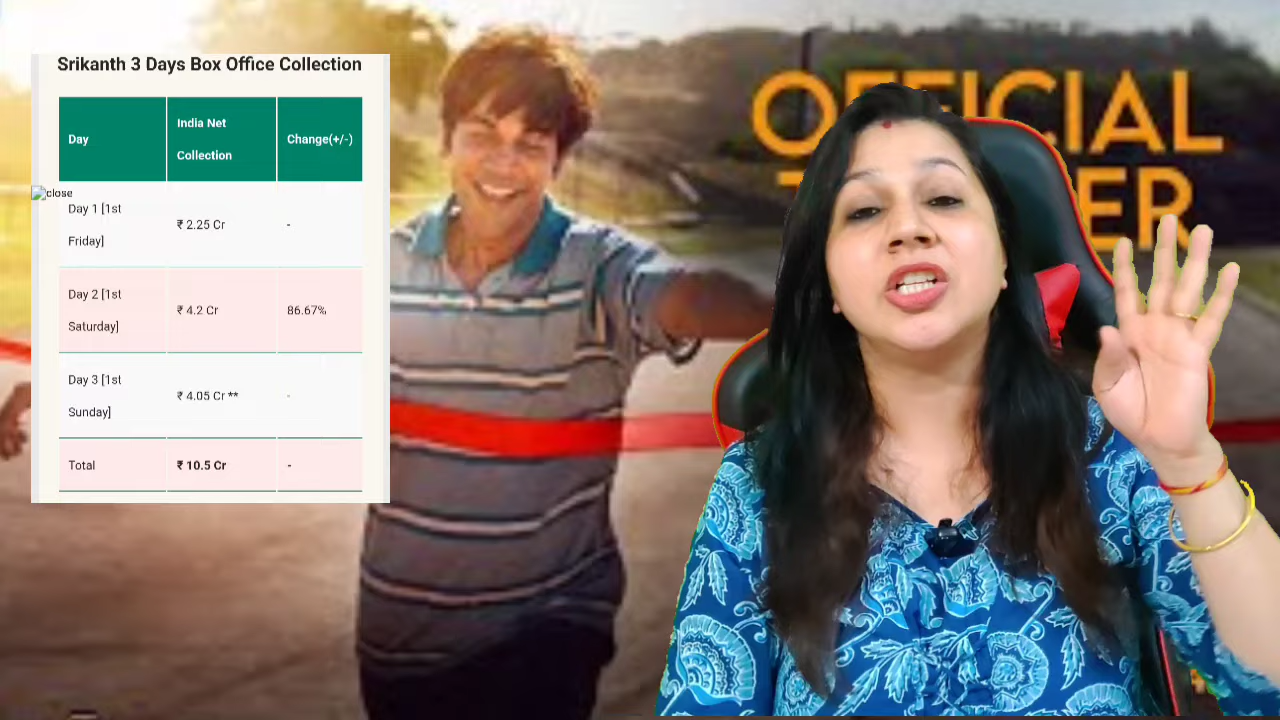 Srikanth 3 Days Box Office Collection
Day
India Net
Collection
Change(+/-)
close
Day 1 [1st
Friday]
₹ 2.25 Cr
-
Day 2 [1st
Saturday]
₹ 4.2 Cr
86.67%
Day 3 [1st
Sunday]
₹ 4.05 Cr **
-
Total
₹ 10.5 Cr
-
OFFICIAL